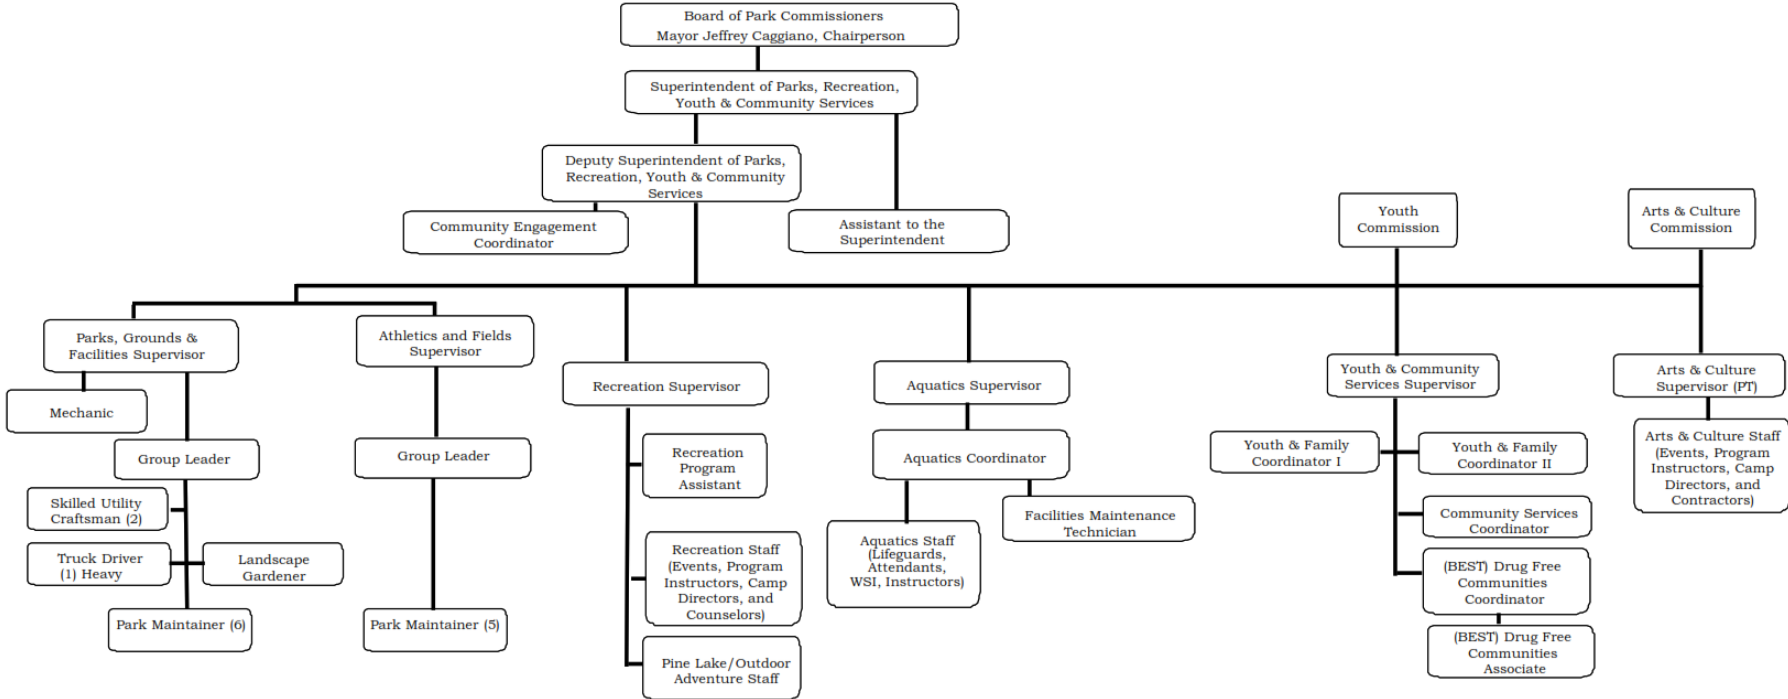 Board of Park Commissioners
Mayor Jeffrey Caggiano, Chairperson
Superintendent of Parks, Recreation,
Youth & Community Services
Deputy Superintendent of Parks,
Recreation, Youth & Community
Services
Community Engagement
Coordinator
Assistant to the
Superintendent
Youth
Commission
Arts & Culture
Commission
Parks, Grounds &
Facilities Supervisor
Athletics and Fields
Supervisor
Recreation Supervisor
Aquatics Supervisor
Youth & Community
Services Supervisor
Arts & Culture
Supervisor (PT)
Mechanic
Group Leader
Group Leader
Recreation
Program
Assistant
Aquatics Coordinator
Youth & Family
Coordinator I
Youth & Family
Coordinator II
Arts & Culture Staff
(Events, Program
Instructors, Camp
Directors, and
Contractors)
Skilled Utility
Craftsman (2)
Truck Driver
(1) Heavy
Landscape
Gardener
Park Maintainer (6)
Park Maintainer (5)
Recreation Staff
(Events, Program
Instructors, Camp
Directors, and
Counselors)
Pine Lake/Outdoor
Adventure Staff
Aquatics Staff
(Lifeguards,
Attendants,
WSI, Instructors)
Facilities Maintenance
Technician
Community Services
Coordinator
(BEST) Drug Free
Communities
Coordinator
(BEST) Drug Free
Communities
Associate